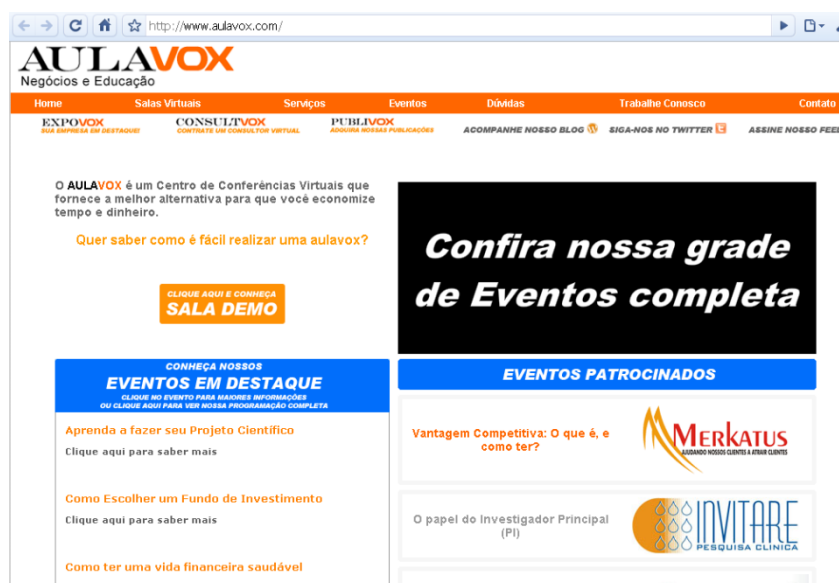 http://www.aulavox.com/
AULAVOX
Negócios e Educação
Home Salas Virtuais Serviços Eventos Dúvidas Trabalhe Conosco Contato
EXPOVOX CONSULTVOX PUBLIVOX
SUA EMPRESA EM DESTAQUE! CONTRATE UM CONSULTOR VIRTUAL ADQUIRA NOSSAS PUBLICAÇÕES ACOMPANHE NOSSO BLOG SIGA-NOS NO TWITTER ASSINE NOSSO FEED
O AULAVOX é um Centro de Conferências Virtuais que
fornece a melhor alternativa para que você economize
tempo e dinheiro.
Quer saber como é fácil realizar uma aulavox?
CLIQUE AQUI E CONHEÇA
SALA DEMO
Confira nossa grade
de Eventos completa
CONHEÇA NOSSOS
EVENTOS EM DESTAQUE
CLIQUE NO EVENTO PARA MAIORES INFORMAÇÕES
OU CLIQUE AQUI PARA VER NOSSA PROGRAMAÇÃO COMPLETA
Aprenda a fazer seu Projeto Científico
Clique aqui para saber mais
Como Escolher um Fundo de Investimento
Clique aqui para saber mais
Como ter uma vida financeira saudável
EVENTOS PATROCINADOS
Vantagem Competitiva: O que é, e
como ter?
MERKATUS
AJUDANDO NOSSOS CLIENTES A ATRAIR CLIENTES
O papel do Investigador Principal
(PI)
INVITARE
PESQUISA CLINICA